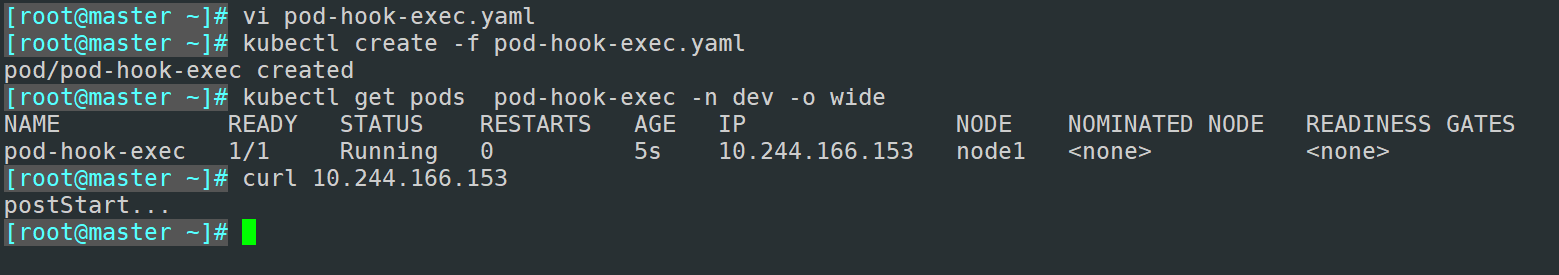 [root@master ~]# vi pod-hook-exec.yaml
[root@master ~]# kubectl create -f pod-hook-exec.yaml
pod/pod-hook-exec created
[root@master ~]# kubectl get pods  pod-hook-exec -n dev -o wide
NAME            READY   STATUS    RESTARTS   AGE   IP               NODE    NOMINATED NODE   READINESS GATES
pod-hook-exec   1/1     Running   0          5s    10.244.166.153   node1   <none>           <none>
[root@master ~]# curl 10.244.166.153
postStart...
[root@master ~]#